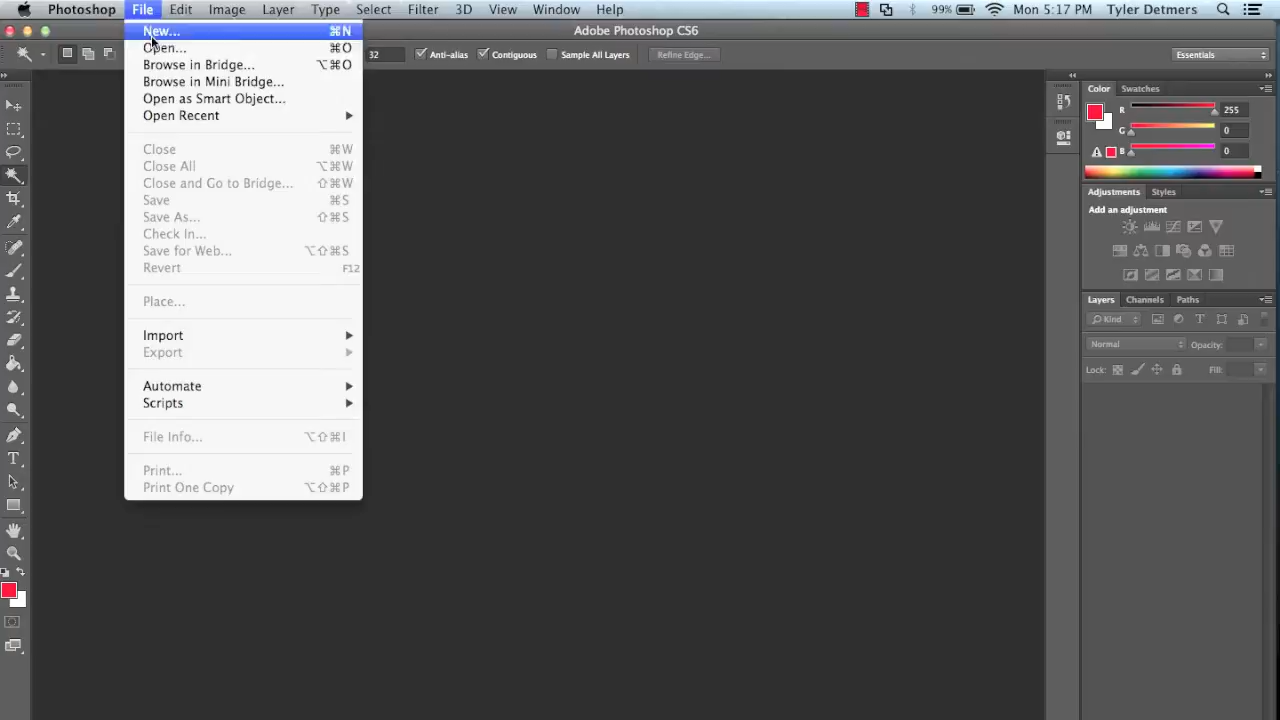 Photoshop File Edit Image Layer Type Select Filter 3D View Window Help 99% Mon 5:17 PM Tyler Detmers
Adobe Photoshop CS6
32 Anti-alias Contiguous Sample All Layers Refine Edge... Essentials
New... ⌘N
Open... ⌘O
Browse in Bridge... ⌥⌘O
Browse in Mini Bridge...
Open as Smart Object...
Open Recent
Close ⌘W
Close All ⌥⌘W
Close and Go to Bridge... ⇧⌘W
Save ⌘S
Save As... ⇧⌘S
Check In...
Save for Web... ⌥⇧⌘S
Revert F12
Place...
Import
Export
Automate
Scripts
File Info... ⌥⇧⌘I
Print... ⌘P
Print One Copy ⌥⇧⌘P
Color Swatches
R 255
G 0
B 0
Adjustments Styles
Add an adjustment
Layers Channels Paths
Kind
Normal Opacity:
Lock: Fill: